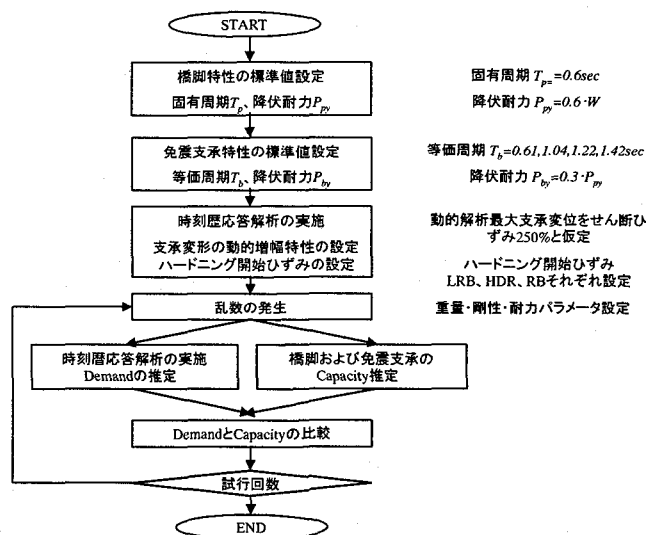 START
橋脚特性の標準値設定
固有周期Tp、降伏耐力Ppy
固有周期 Tp=0.6sec
降伏耐力 Ppy=0.6·W
免震支承特性の標準値設定
等価周期Tb、降伏耐力Pby
等価周期 Tb=0.61,1.04,1.22,1.42sec
降伏耐力 Pby=0.3·Ppy
時刻歴応答解析の実施
支承変形の動的増幅特性の設定
ハードニング開始ひずみの設定
動的解析最大支承変位をせん断ひ
ずみ250%と仮定
ハードニング開始ひずみ
LRB、HDR、RBそれぞれ設定
乱数の発生
重量・剛性・耐力パラメータ設定
時刻暦応答解析の実施
Demandの推定
橋脚および免震支承の
Capacity推定
DemandとCapacityの比較
試行回数
END